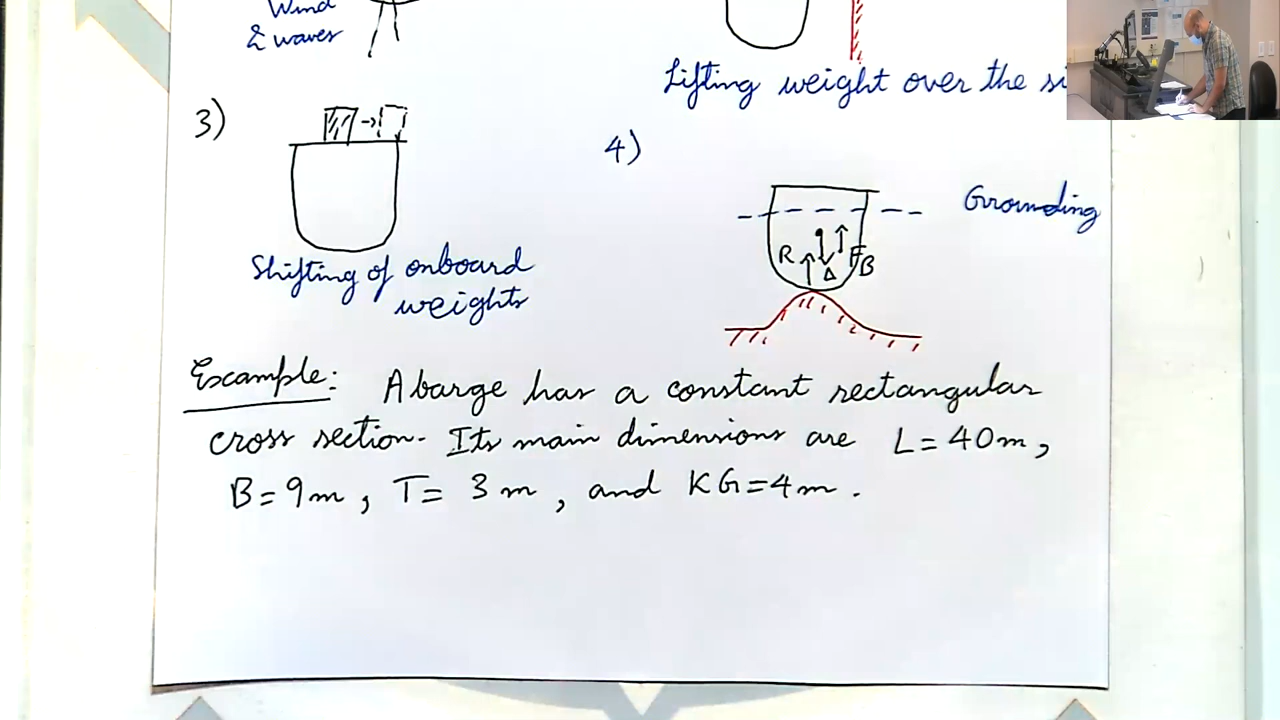 Wind
& waves
Lifting weight over the
3)
4)
Grounding
R
Δ
FB
Shifting of onboard
weights
Example: A barge has a constant rectangular
cross section. Its main dimensions are L = 40m,
B = 9m, T = 3m, and KG = 4m.